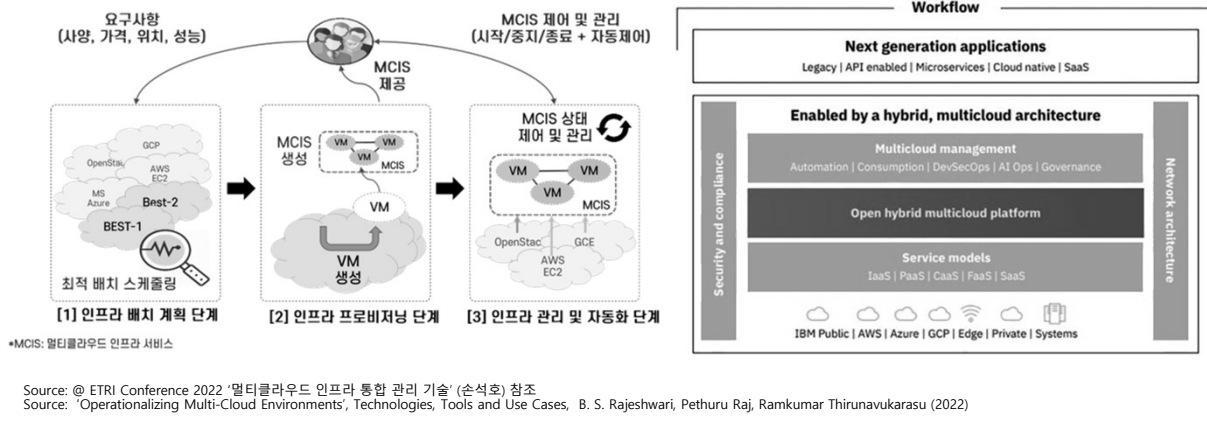 요구사항
(사양, 가격, 위치, 성능)
MCIS
제공
MCIS 제어 및 관리
(시작/중지/종료 + 자동제어)
GCP
OpenStac
AWS
EC2
MS
Azure
Best-2
BEST-1
최적 배치 스케줄링
[1] 인프라 배치 계획 단계
MCIS
생성
VM
VM
VM
MCIS
VM
VM
생성
[2] 인프라 프로비저닝 단계
MCIS 상태
제어 및 관리
VM
VM
VM
MCIS
OpenStac
GCE
AWS
EC2
[3] 인프라 관리 및 자동화 단계
*MCIS: 멀티클라우드 인프라 서비스
Workflow
Next generation applications
Legacy | API enabled | Microservices | Cloud native | SaaS
Security and compliance
Enabled by a hybrid, multicloud architecture
Multicloud management
Automation | Consumption | DevSecOps | AI Ops | Governance
Open hybrid multicloud platform
Service models
IaaS | PaaS | CaaS | FaaS | SaaS
IBM Public | AWS | Azure | GCP | Edge | Private | Systems
Network architecture
Source: @ ETRI Conference 2022 '멀티클라우드 인프라 통합 관리 기술' (손석호) 참조
Source: 'Operationalizing Multi-Cloud Environments', Technologies, Tools and Use Cases, B. S. Rajeshwari, Pethuru Raj, Ramkumar Thirunavukarasu (2022)